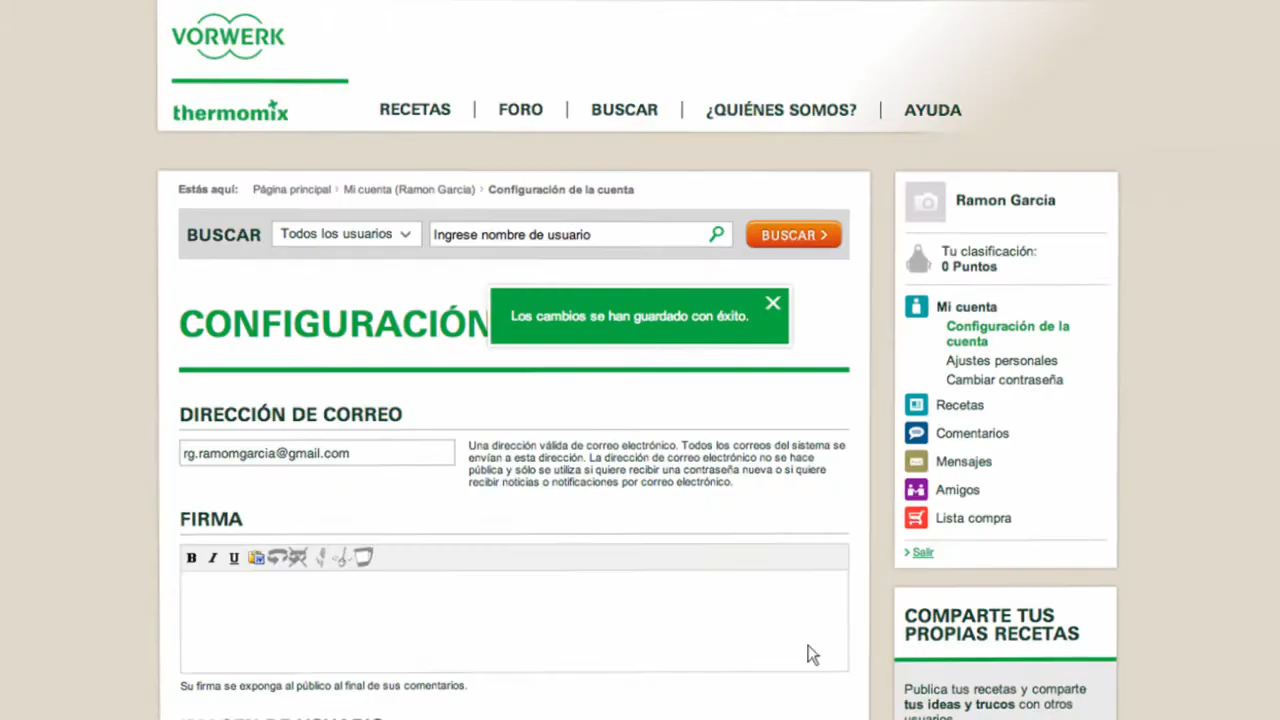 VORWERK
thermomix
RECETAS | FORO | BUSCAR | ¿QUIÉNES SOMOS? | AYUDA
Estás aquí: Página principal › Mi cuenta (Ramon Garcia) › Configuración de la cuenta
BUSCAR Todos los usuarios Ingrese nombre de usuario BUSCAR >
CONFIGURACIÓN
Los cambios se han guardado con éxito.
DIRECCIÓN DE CORREO
rg.ramomgarcia@gmail.com
Una dirección válida de correo electrónico. Todos los correos del sistema se
envían a esta dirección. La dirección de correo electrónico no se hace
pública y sólo se utiliza si quiere recibir una contraseña nueva o si quiere
recibir noticias o notificaciones por correo electrónico.
FIRMA
B I U
Su firma se exponga al público al final de sus comentarios.
Ramon Garcia
Tu clasificación:
0 Puntos
Mi cuenta
Configuración de la
cuenta
Ajustes personales
Cambiar contraseña
Recetas
Comentarios
Mensajes
Amigos
Lista compra
> Salir
COMPARTE TUS
PROPIAS RECETAS
Publica tus recetas y comparte
tus ideas y trucos con otros